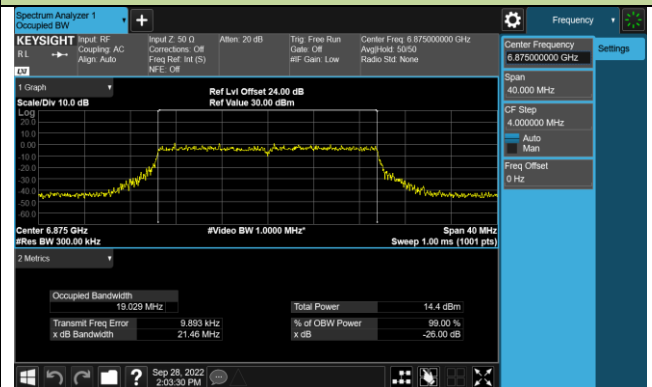 Spectrum Analyzer 1
Occupied BW
Frequency
KEYSIGHT
RL
LXI
Input: RF
Coupling: AC
Align: Auto
Input Z: 50 Ω
Corrections: Off
Freq Ref: Int (S)
NFE: Off
Atten: 20 dB
Trig: Free Run
Gate: Off
#IF Gain: Low
Center Freq: 6.875000000 GHz
Avg|Hold: 50/50
Radio Std: None
Center Frequency
6.875000000 GHz
Settings
Span
40.000 MHz
CF Step
4.000000 MHz
Auto
Man
Freq Offset
0 Hz
1 Graph
Scale/Div 10.0 dB
Ref Lvl Offset 24.00 dB
Ref Value 30.00 dBm
Log
20.0
10.0
0.00
-10.0
-20.0
-30.0
-40.0
-50.0
-60.0
Center 6.875 GHz
#Video BW 1.0000 MHz*
Span 40 MHz
#Res BW 300.00 kHz
Sweep 1.00 ms (1001 pts)
2 Metrics
Occupied Bandwidth
19.029 MHz
Total Power
14.4 dBm
Transmit Freq Error
9.893 kHz
% of OBW Power
99.00 %
x dB Bandwidth
21.46 MHz
x dB
-26.00 dB
?
Sep 28, 2022
2:03:30 PM